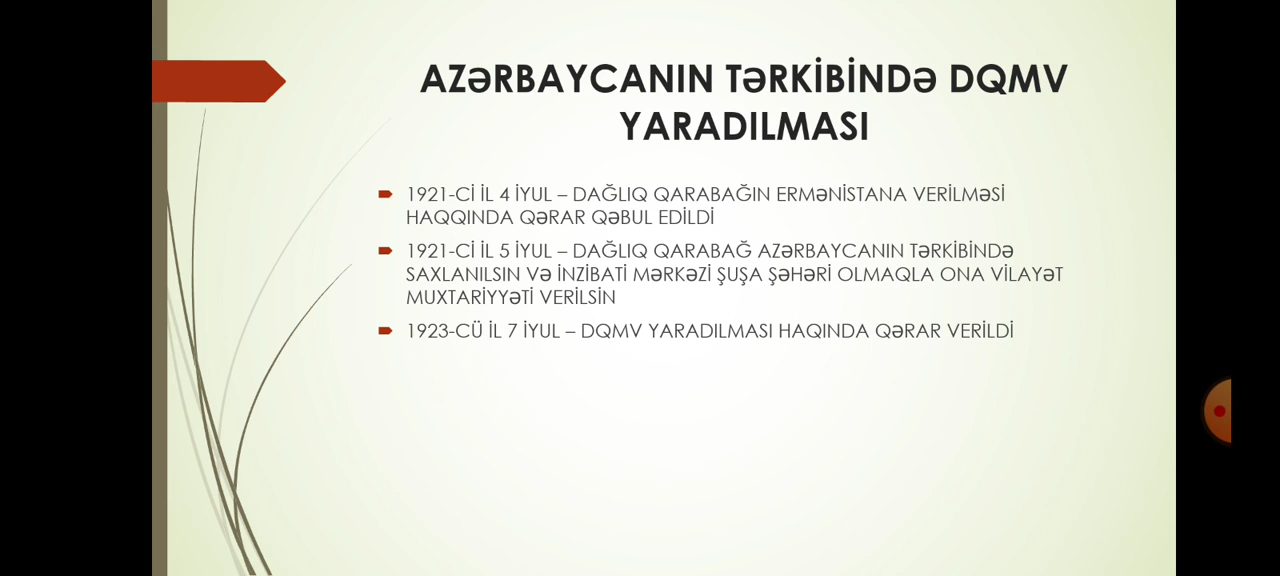 AZƏRBAYCANIN TƏRKİBİNDƏ DQMV
YARADILMASI
1921-Cİ İL 4 İYUL – DAĞLIQ QARABAĞIN ERMƏNİSTANA VERİLMƏSİ
HAQQINDA QƏRAR QƏBUL EDİLDİ
1921-Cİ İL 5 İYUL – DAĞLIQ QARABAĞ AZƏRBAYCANIN TƏRKİBİNDƏ
SAXLANILSIN VƏ İNZİBATİ MƏRKƏZİ ŞUŞA ŞƏHƏRİ OLMAQLA ONA VİLAYƏT
MUXTARİYYƏTİ VERİLSİN
1923-CÜ İL 7 İYUL – DQMV YARADILMASI HAQINDA QƏRAR VERİLDİ